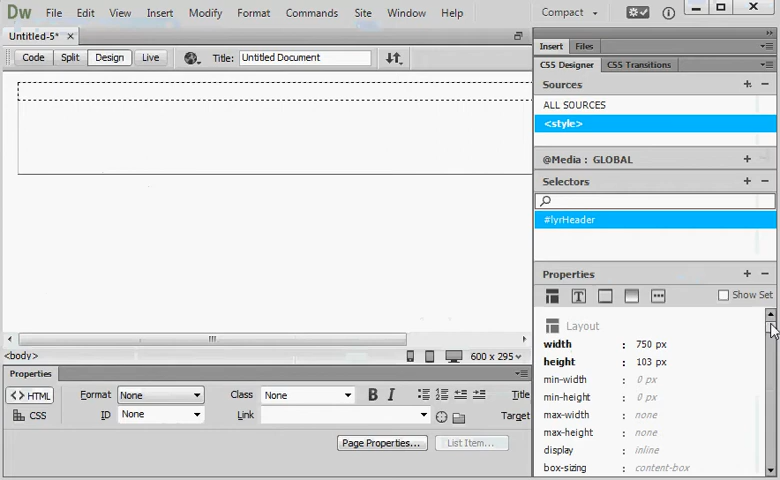 Dw File Edit View Insert Modify Format Commands Site Window Help Compact
Untitled-5*
Code Split Design Live Title: Untitled Document
Insert Files
CSS Designer CSS Transitions
Sources
ALL SOURCES
<style>
@Media : GLOBAL
Selectors
#lyrHeader
Properties
Show Set
Layout
width : 750 px
height : 103 px
min-width : 0 px
min-height : 0 px
max-width : none
max-height : none
display : inline
box-sizing : content-box
<body> 600 x 295
Properties
<> HTML Format None Class None B I Title
CSS ID None Link Target
Page Properties... List Item...